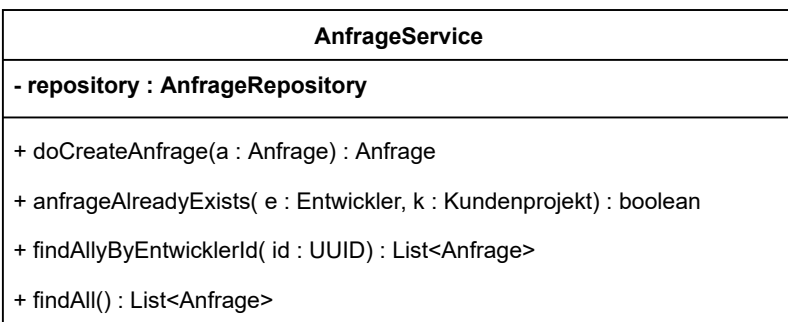 AnfrageService
- repository : AnfrageRepository
+ doCreateAnfrage(a : Anfrage) : Anfrage
+ anfrageAlreadyExists( e : Entwickler, k : Kundenprojekt) : boolean
+ findAllyByEntwicklerId( id : UUID) : List<Anfrage>
+ findAll() : List<Anfrage>